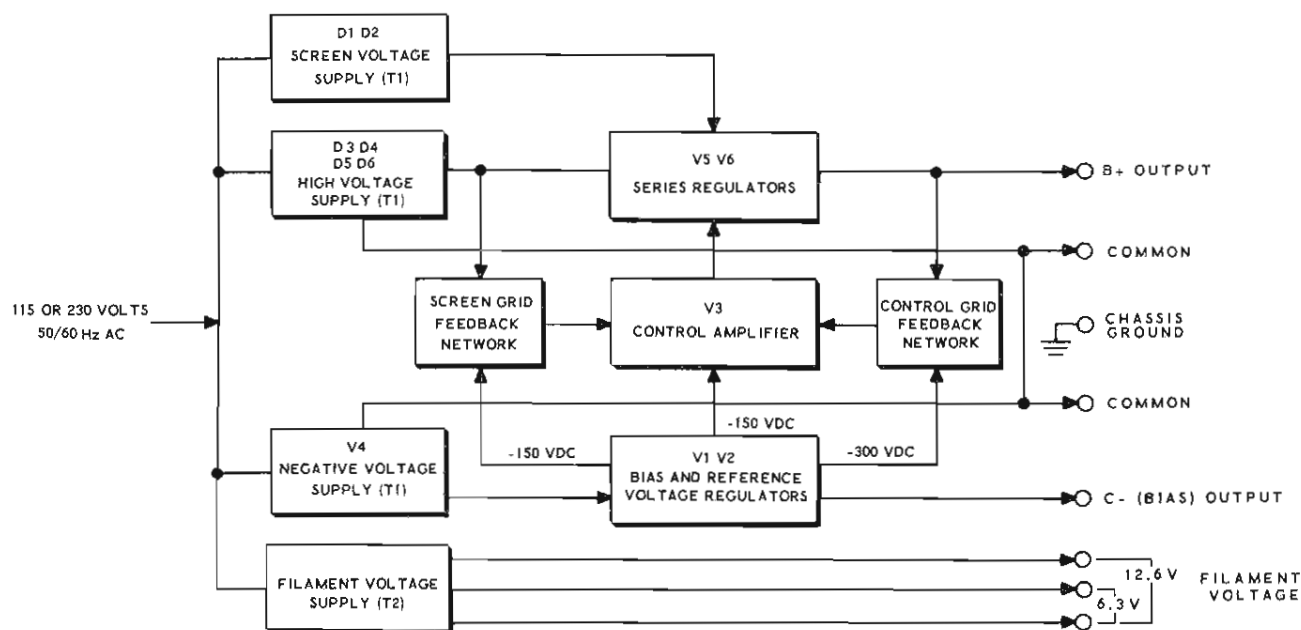 D1 D2
SCREEN VOLTAGE
SUPPLY (T1)
D3 D4
D5 D6
HIGH VOLTAGE
SUPPLY (T1)
V5 V6
SERIES REGULATORS
B+ OUTPUT
COMMON
115 OR 230 VOLTS
50/60 Hz AC
SCREEN GRID
FEEDBACK
NETWORK
V3
CONTROL AMPLIFIER
CONTROL GRID
FEEDBACK
NETWORK
CHASSIS
GROUND
COMMON
-150 VDC
-150 VDC
-300 VDC
V4
NEGATIVE VOLTAGE
SUPPLY (T1)
V1 V2
BIAS AND REFERENCE
VOLTAGE REGULATORS
C- (BIAS) OUTPUT
FILAMENT VOLTAGE
SUPPLY (T2)
12.6 V
6.3 V
FILAMENT
VOLTAGE